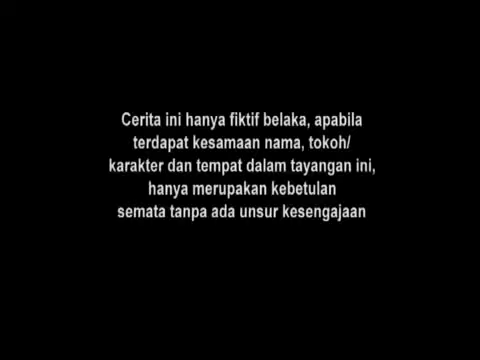 Cerita ini hanya fiktif belaka, apabila
terdapat kesamaan nama, tokoh/
karakter dan tempat dalam tayangan ini,
hanya merupakan kebetulan
semata tanpa ada unsur kesengajaan